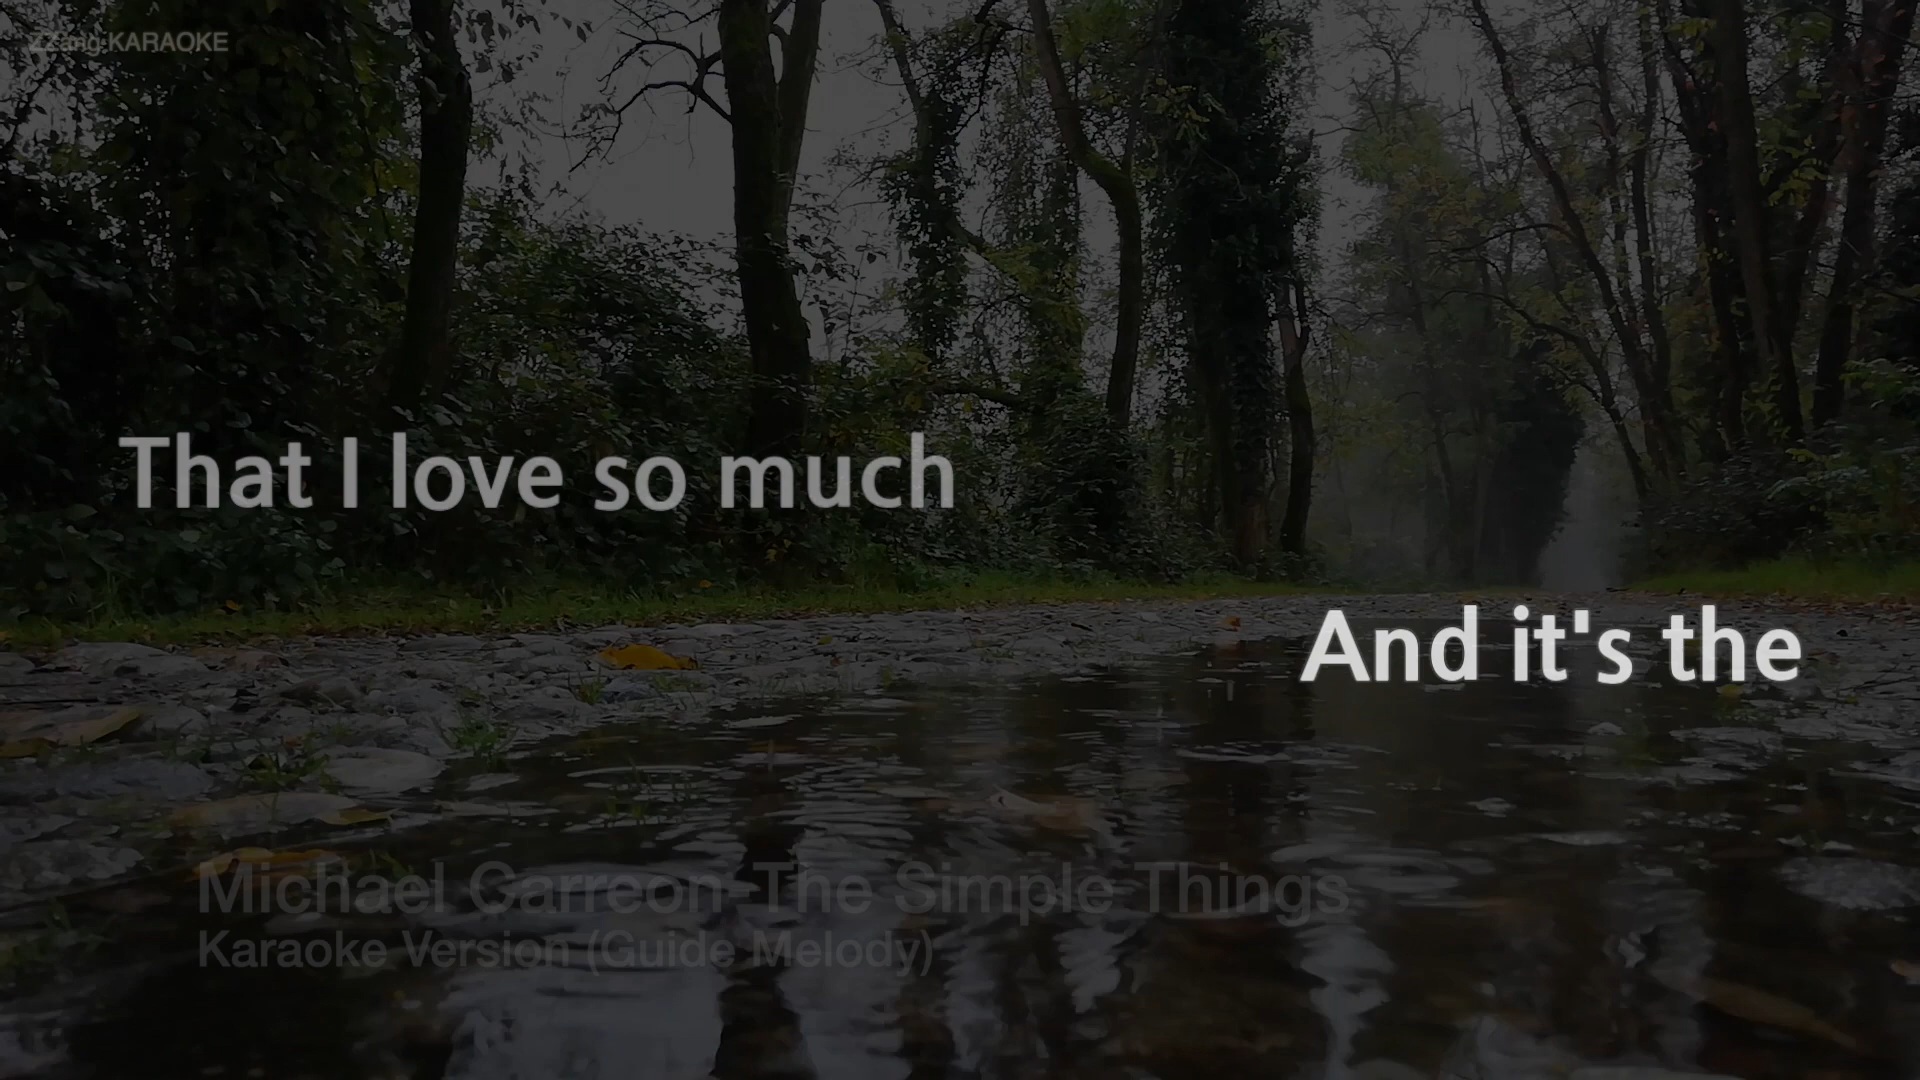 ZZang KARAOKE
That I love so much
And it's the
Michael Carreon-The Simple Things
Karaoke Version (Guide Melody)